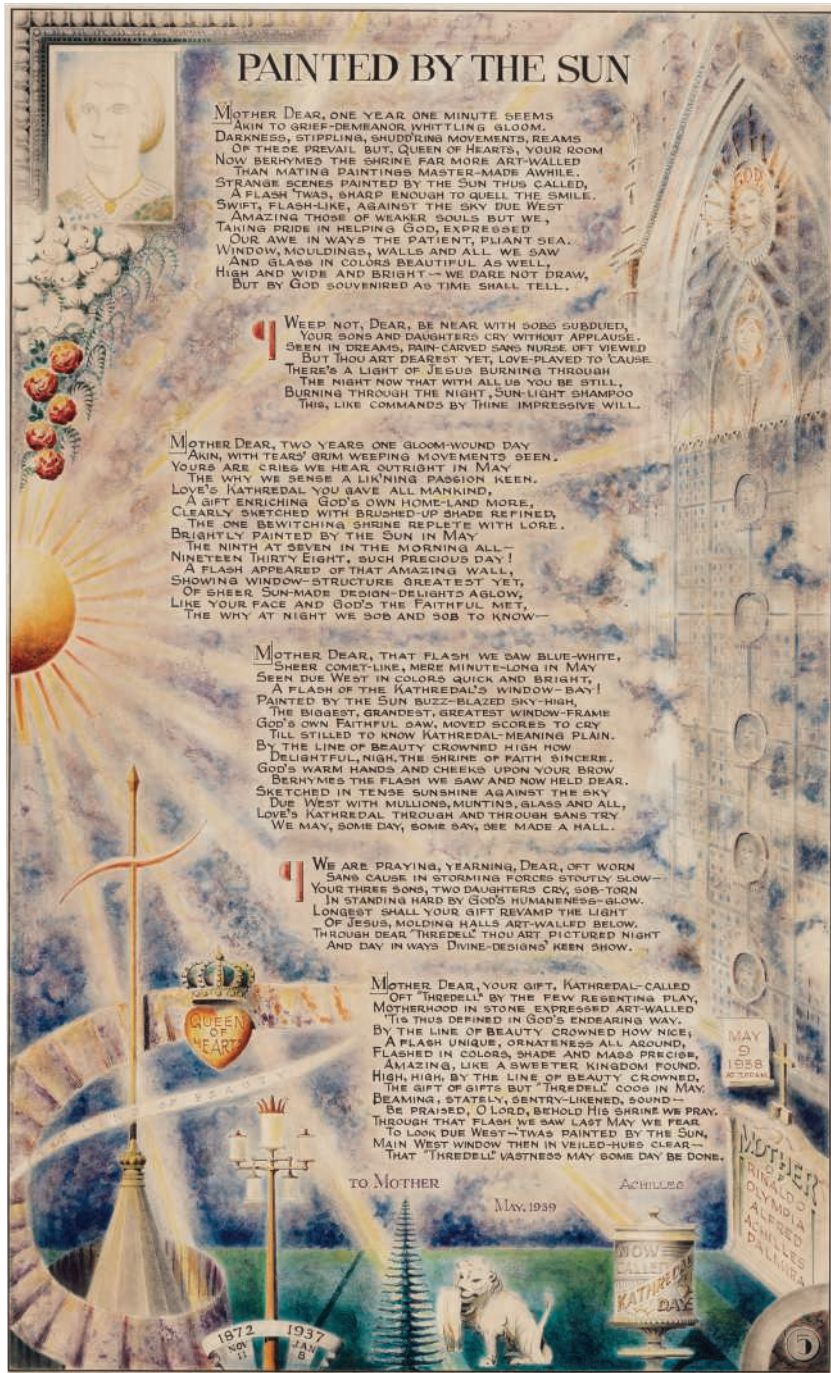 PAINTED BY THE SUN
MOTHER DEAR, ONE YEAR ONE MINUTE SEEMS
AKIN TO GRIEF-DEMEANOR WHITTLING GLOOM.
DARKNESS, STIPPLING, SHUDD'RING MOVEMENTS, REAMS
OF THESE PREVAIL BUT, QUEEN OF HEARTS, YOUR ROOM
NOW BERHYMES THE SHRINE FAR MORE ART-WALLED
THAN MATING PAINTINGS MASTER-MADE AWHILE.
STRANGE SCENES PAINTED BY THE SUN THUS CALLED,
A FLASH 'TWAS, SHARP ENOUGH TO QUELL THE SMILE.
SWIFT, FLASH-LIKE, AGAINST THE SKY DUE WEST
AMAZING THOSE OF WEAKER SOULS BUT WE,
TAKING PRIDE IN HELPING GOD, EXPRESSED
OUR AWE IN WAYS THE PATIENT, PLIANT SEA.
WINDOW, MOULDINGS, WALLS AND ALL WE SAW
AND GLASS IN COLORS BEAUTIFUL AS WELL,
HIGH AND WIDE AND BRIGHT — WE DARE NOT DRAW,
BUT BY GOD SOUVENIRED AS TIME SHALL TELL.
¶ WEEP NOT, DEAR, BE NEAR WITH SOBS SUBDUED,
YOUR SONS AND DAUGHTERS CRY WITHOUT APPLAUSE.
SEEN IN DREAMS, PAIN-CARVED SANS NURSE OFT VIEWED
BUT THOU ART DEAREST YET, LOVE-PLAYED TO 'CAUSE
THERE'S A LIGHT OF JESUS BURNING THROUGH
THE NIGHT NOW THAT WITH ALL US YOU BE STILL,
BURNING THROUGH THE NIGHT, SUN-LIGHT SHAMPOO
THIS, LIKE COMMANDS BY THINE IMPRESSIVE WILL.
MOTHER DEAR, TWO YEARS ONE GLOOM-WOUND DAY
AKIN, WITH TEARS' GRIM WEEPING MOVEMENTS SEEN.
YOURS ARE CRIES WE HEAR OUTRIGHT IN MAY
THE WHY WE SENSE A LIK'NING PASSION KEEN.
LOVE'S KATHREDAL YOU GAVE ALL MANKIND,
A GIFT ENRICHING GOD'S OWN HOME-LAND MORE,
CLEARLY SKETCHED WITH BRUSHED-UP SHADE REFINED,
THE ONE BEWITCHING SHRINE REPLETE WITH LORE.
BRIGHTLY PAINTED BY THE SUN IN MAY
THE NINTH AT SEVEN IN THE MORNING ALL—
NINETEEN THIRTY EIGHT, SUCH PRECIOUS DAY!
A FLASH APPEARED OF THAT AMAZING WALL,
SHOWING WINDOW-STRUCTURE GREATEST YET,
OF SHEER SUN-MADE DESIGN-DELIGHTS AGLOW,
LIKE YOUR FACE AND GOD'S THE FAITHFUL MET,
THE WHY AT NIGHT WE SOB AND SOB TO KNOW—
MOTHER DEAR, THAT FLASH WE SAW BLUE-WHITE,
SHEER COMET-LIKE, MERE MINUTE-LONG IN MAY
SEEN DUE WEST IN COLORS QUICK AND BRIGHT,
A FLASH OF THE KATHREDAL'S WINDOW-BAY!
PAINTED BY THE SUN BUZZ-BLAZED SKY-HIGH,
THE BIGGEST, GRANDEST, GREATEST WINDOW-FRAME
GOD'S OWN FAITHFUL SAW, MOVED SCORES TO CRY
TILL STILLED TO KNOW KATHREDAL-MEANING PLAIN.
BY THE LINE OF BEAUTY CROWNED HIGH HOW
DELIGHTFUL, NIGH, THE SHRINE OF FAITH SINCERE.
GOD'S WARM HANDS AND CHEEKS UPON YOUR BROW
BERHYMES THE FLASH WE SAW AND NOW HELD DEAR.
SKETCHED IN TENSE SUNSHINE AGAINST THE SKY
DUE WEST WITH MULLIONS, MUNTINS, GLASS AND ALL,
LOVE'S KATHREDAL THROUGH AND THROUGH SANS TRY
WE MAY, SOME DAY, SOME SAY, SEE MADE A HALL.
¶ WE ARE PRAYING, YEARNING, DEAR, OFT WORN
SANS CAUSE IN STORMING FORCES STOUTLY SLOW—
YOUR THREE SONS, TWO DAUGHTERS CRY, SOB-TORN
IN STANDING HARD BY GOD'S HUMANENESS-GLOW.
LONGEST SHALL YOUR GIFT REVAMP THE LIGHT
OF JESUS, MOLDING HALLS ART-WALLED BELOW.
THROUGH DEAR "THREDELL" THOU ART PICTURED NIGHT
AND DAY IN WAYS DIVINE-DESIGNS' KEEN SHOW.
MOTHER DEAR, YOUR GIFT, KATHREDAL-CALLED
OFT "THREDELL" BY THE FEW RESENTING PLAY,
MOTHERHOOD IN STONE EXPRESSED ART-WALLED
'TIS THUS DEFINED IN GOD'S ENDEARING WAY.
BY THE LINE OF BEAUTY CROWNED HOW NICE;
A FLASH UNIQUE, ORNATENESS ALL AROUND,
FLASHED IN COLORS, SHADE AND MASS PRECISE,
AMAZING, LIKE A SWEETER KINGDOM FOUND.
HIGH, HIGH, BY THE LINE OF BEAUTY CROWNED,
THE GIFT OF GIFTS BUT "THREDELL" COOS IN MAY.
BEAMING, STATELY, SENTRY-LIKENED, SOUND—
BE PRAISED, O LORD, BEHOLD HIS SHRINE WE PRAY.
THROUGH THAT FLASH WE SAW LAST MAY WE FEAR
TO LOOK DUE WEST—'TWAS PAINTED BY THE SUN,
MAIN WEST WINDOW THEN IN VEILED-HUES CLEAR—
THAT "THREDELL" VASTNESS MAY SOME DAY BE DONE.
TO MOTHER
ACHILLES
MAY, 1939
GOD
QUEEN
OF
HEARTS
MAY
9
1938
MOTHER
OF
RINALDO
OLYMPIA
ALFRED
ACHILLES
PALMIRA
NOW
CALLED
KATHREDAL
DAY
1872 1937
NOV JAN
11 8
5